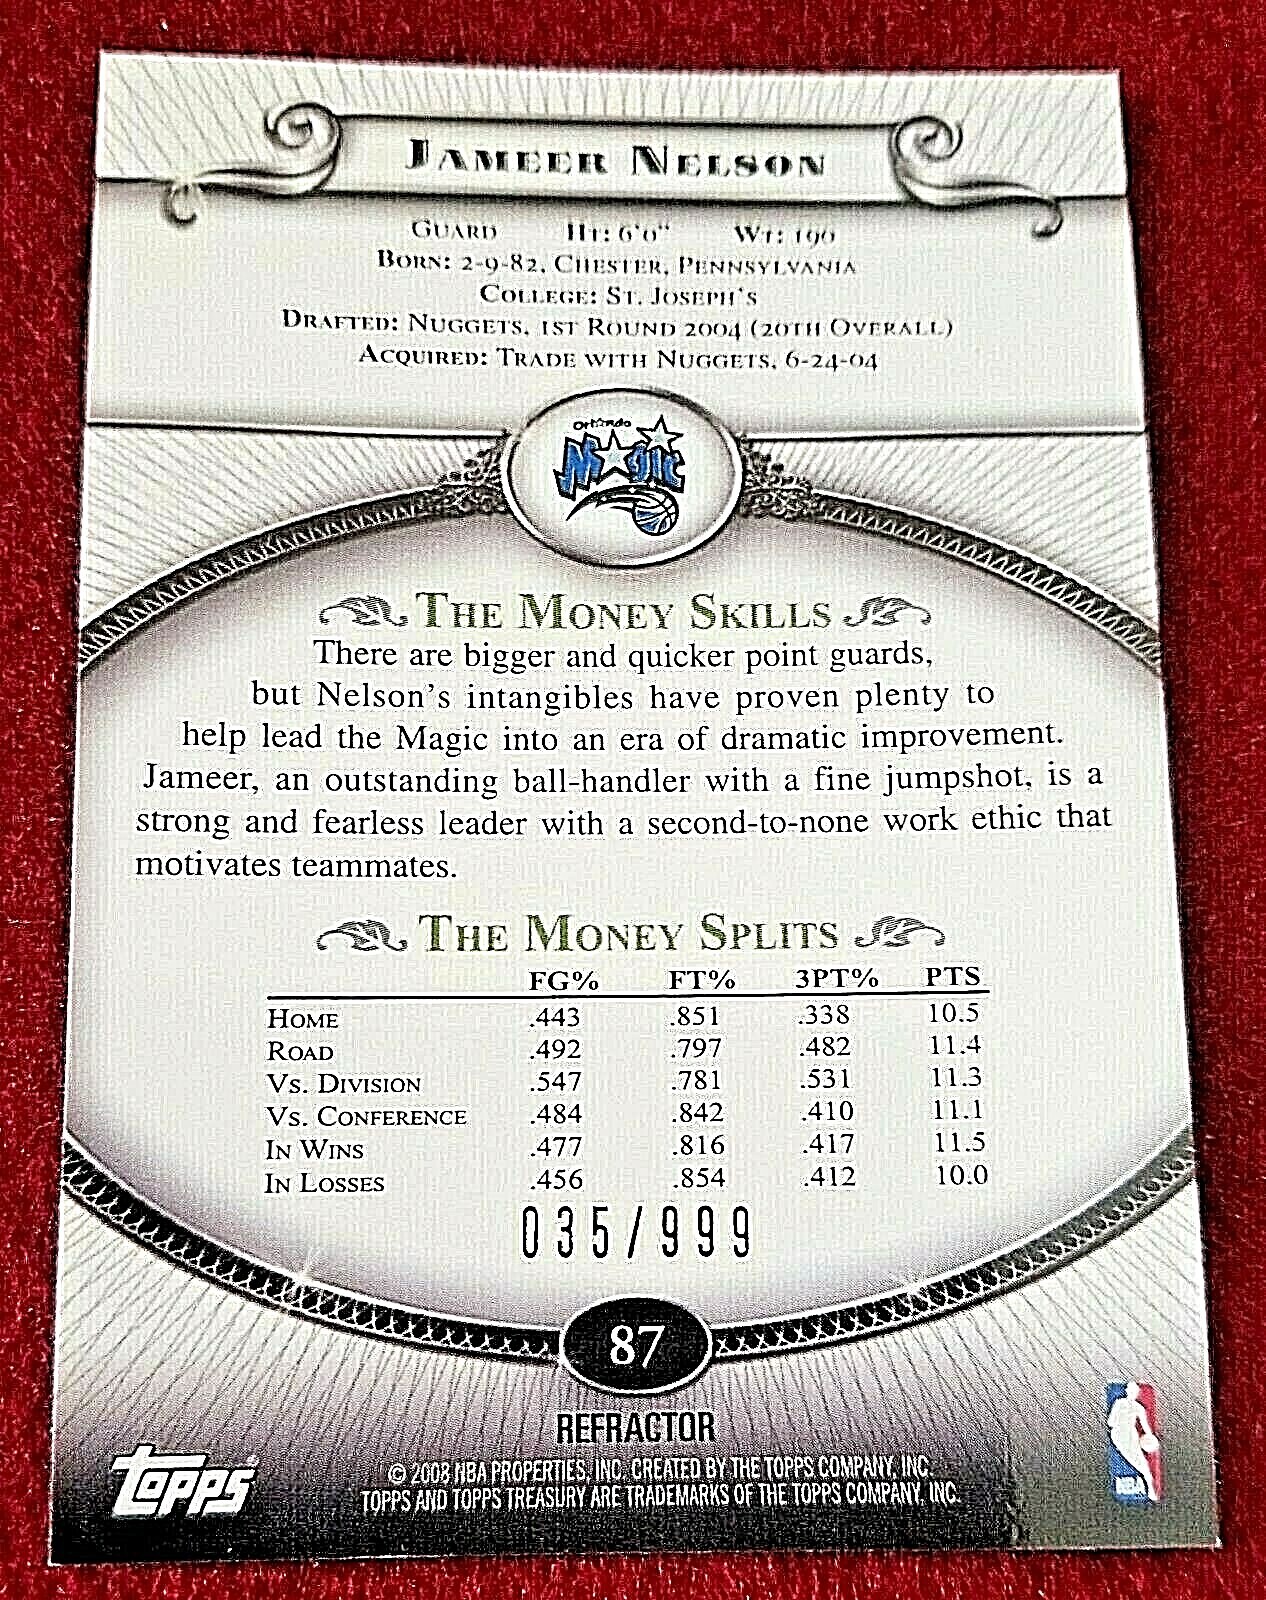 JAMEER NELSON
GUARD HT: 6'0" WT: 190
BORN: 2-9-82, CHESTER, PENNSYLVANIA
COLLEGE: ST. JOSEPH'S
DRAFTED: NUGGETS, 1ST ROUND 2004 (20TH OVERALL)
ACQUIRED: TRADE WITH NUGGETS, 6-24-04
Orlando
Magic
THE MONEY SKILLS
There are bigger and quicker point guards,
but Nelson's intangibles have proven plenty to
help lead the Magic into an era of dramatic improvement.
Jameer, an outstanding ball-handler with a fine jumpshot, is a
strong and fearless leader with a second-to-none work ethic that
motivates teammates.
THE MONEY SPLITS
FG% FT% 3PT% PTS
HOME .443 .851 .338 10.5
ROAD .492 .797 .482 11.4
VS. DIVISION .547 .781 .531 11.3
VS. CONFERENCE .484 .842 .410 11.1
IN WINS .477 .816 .417 11.5
IN LOSSES .456 .854 .412 10.0
035/999
87
REFRACTOR
© 2008 NBA PROPERTIES, INC. CREATED BY THE TOPPS COMPANY, INC.
TOPPS AND TOPPS TREASURY ARE TRADEMARKS OF THE TOPPS COMPANY, INC.
topps
NBA